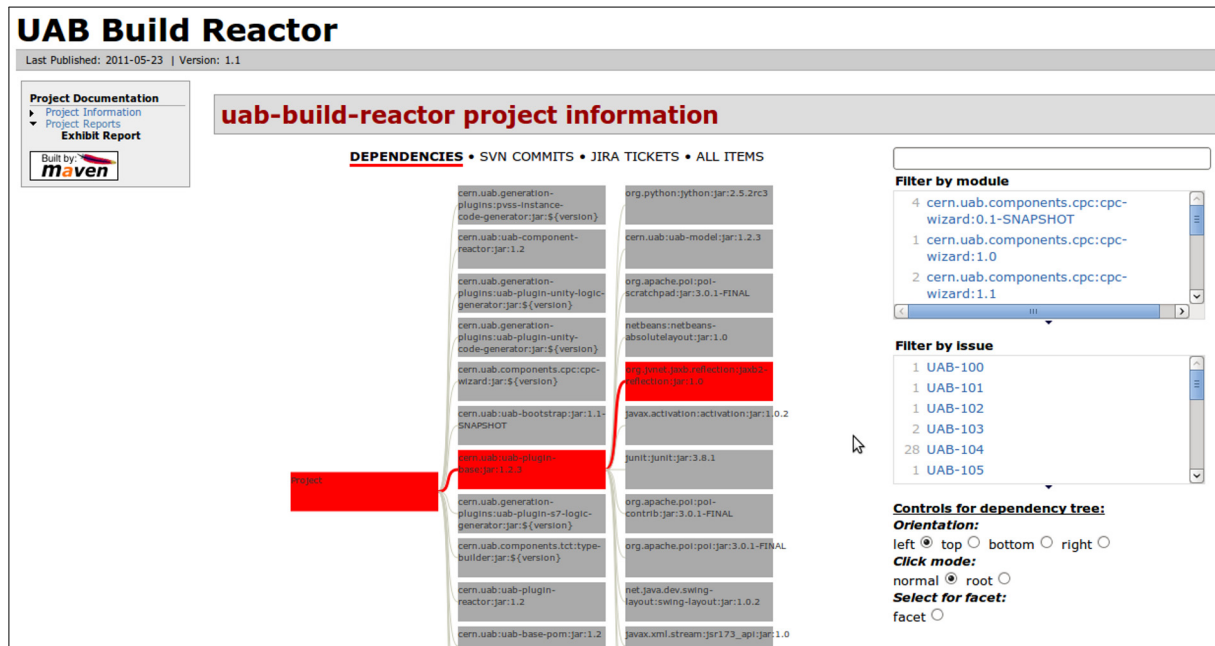 UAB Build Reactor
Last Published: 2011-05-23 | Version: 1.1
Project Documentation
Project Information
Project Reports
Exhibit Report
Built by:
maven
uab-build-reactor project information
DEPENDENCIES • SVN COMMITS • JIRA TICKETS • ALL ITEMS
Project
cern.uab.generation-
plugins:pvss-instance-
code-generator:jar:${version}
cern.uab:uab-component-
reactor:jar:1.2
cern.uab.generation-
plugins:uab-plugin-unity-logic-
generator:jar:${version}
cern.uab.generation-
plugins:uab-plugin-unity-
code-generator:jar:${version}
cern.uab.components.cpc:cpc-
wizard:jar:${version}
cern.uab:uab-bootstrap:jar:1.1-
SNAPSHOT
cern.uab:uab-plugin-
base:jar:1.2.3
cern.uab.generation-
plugins:uab-plugin-s7-logic-
generator:jar:${version}
cern.uab.components.tct:type-
builder:jar:${version}
cern.uab:uab-plugin-
reactor:jar:1.2
cern.uab:uab-base-pom:jar:1.2
org.python:jython:jar:2.5.2rc3
cern.uab:uab-model:jar:1.2.3
org.apache.poi:poi-
scratchpad:jar:3.0.1-FINAL
netbeans:netbeans-
absolutelayout:jar:1.0
org.jvnet.jaxb.reflection:jaxb2-
reflection:jar:1.0
javax.activation:activation:jar:1.0.2
junit:junit:jar:3.8.1
org.apache.poi:poi-
contrib:jar:3.0.1-FINAL
org.apache.poi:poi:jar:3.0.1-FINAL
net.java.dev.swing-
layout:swing-layout:jar:1.0.2
javax.xml.stream:jsr173_api:jar:1.0
Filter by module
4 cern.uab.components.cpc:cpc-
wizard:0.1-SNAPSHOT
1 cern.uab.components.cpc:cpc-
wizard:1.0
2 cern.uab.components.cpc:cpc-
wizard:1.1
Filter by issue
1 UAB-100
1 UAB-101
1 UAB-102
2 UAB-103
28 UAB-104
1 UAB-105
Controls for dependency tree:
Orientation:
left top bottom right
Click mode:
normal root
Select for facet:
facet